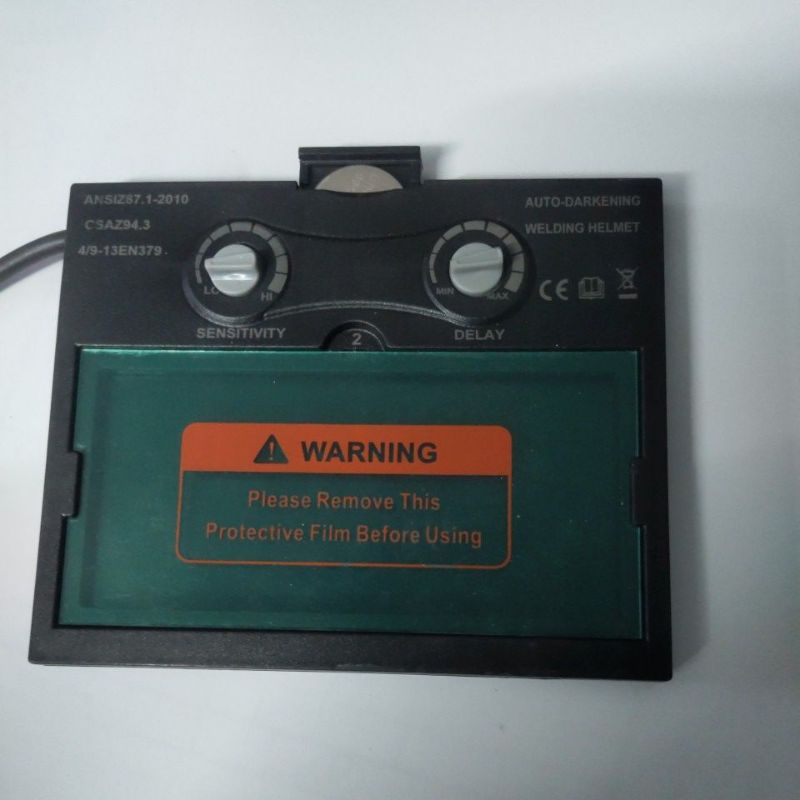 ANSIZ87.1-2010
CSAZ94.3
4/9-13EN379
AUTO-DARKENING
WELDING HELMET
LO
HI
SENSITIVITY
MIN
MAX
DELAY
CE
2
WARNING
Please Remove This
Protective Film Before Using